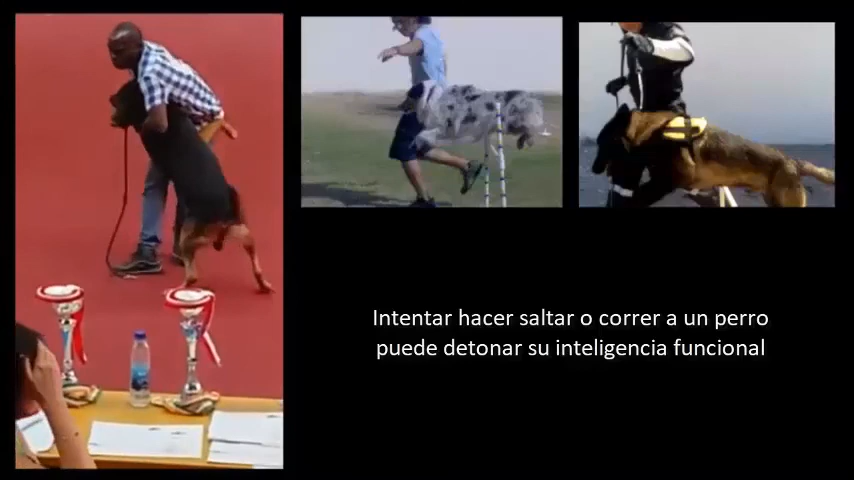 Intentar hacer saltar o correr a un perro
puede detonar su inteligencia funcional